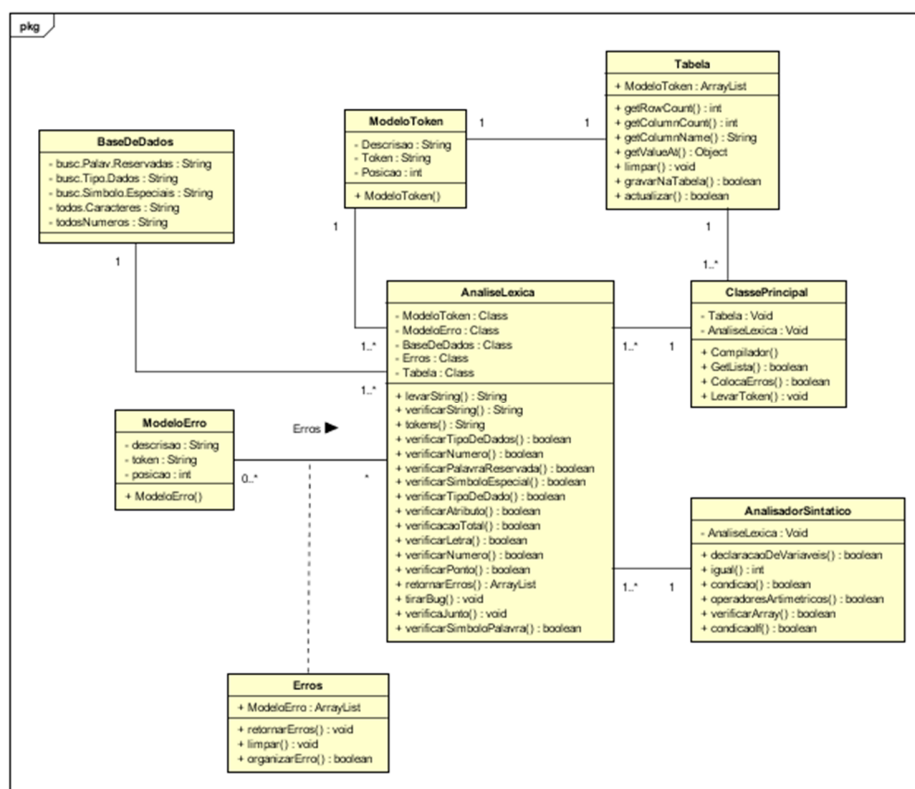 pkg
Tabela
+ ModeloToken : ArrayList
+ getRowCount() : int
+ getColumnCount() : int
+ getColumnName() : String
+ getValueAt() : Object
+ limpar() : void
+ gravarNaTabela() : boolean
+ actualizar() : boolean
ModeloToken
- Descrisao : String
- Token : String
- Posicao : int
+ ModeloToken()
1
1
BaseDeDados
- busc.Palav.Reservadas : String
- busc.Tipo.Dados : String
- busc.Simbolo.Especiais : String
- todos.Caracteres : String
- todosNumeros : String
1
1
1
1..*
AnaliseLexica
- ModeloToken : Class
- ModeloErro : Class
- BaseDeDados : Class
- Erros : Class
- Tabela : Class
+ levarString() : String
+ verificarString() : String
+ tokens() : String
+ verificarTipoDeDados() : boolean
+ verificarNumero() : boolean
+ verificarPalavraReservada() : boolean
+ verificarSimboloEspecial() : boolean
+ verificarTipoDeDado() : boolean
+ verificarAtributo() : boolean
+ verificacaoTotal() : boolean
+ verificarLetra() : boolean
+ verificarNumero() : boolean
+ verificarPonto() : boolean
+ retornarErros() : ArrayList
+ tirarBug() : void
+ verificaJunto() : void
+ verificarSimboloPalavra() : boolean
1..*
1..*
1..*
1
ClassePrincipal
- Tabela : Void
- AnaliseLexica : Void
+ Compilador()
+ GetLista() : boolean
+ ColocaErros() : boolean
+ LevarToken() : void
ModeloErro
- descrisao : String
- token : String
- posicao : int
+ ModeloErro()
Erros
0..*
*
AnalisadorSintatico
- AnaliseLexica : Void
+ declaracaoDeVariaveis() : boolean
+ igual() : int
+ condicao() : boolean
+ operadoresArtimetricos() : boolean
+ verificarArray() : boolean
+ condicaoIf() : boolean
1..*
1
Erros
+ ModeloErro : ArrayList
+ retornarErros() : void
+ limpar() : void
+ organizarErro() : boolean